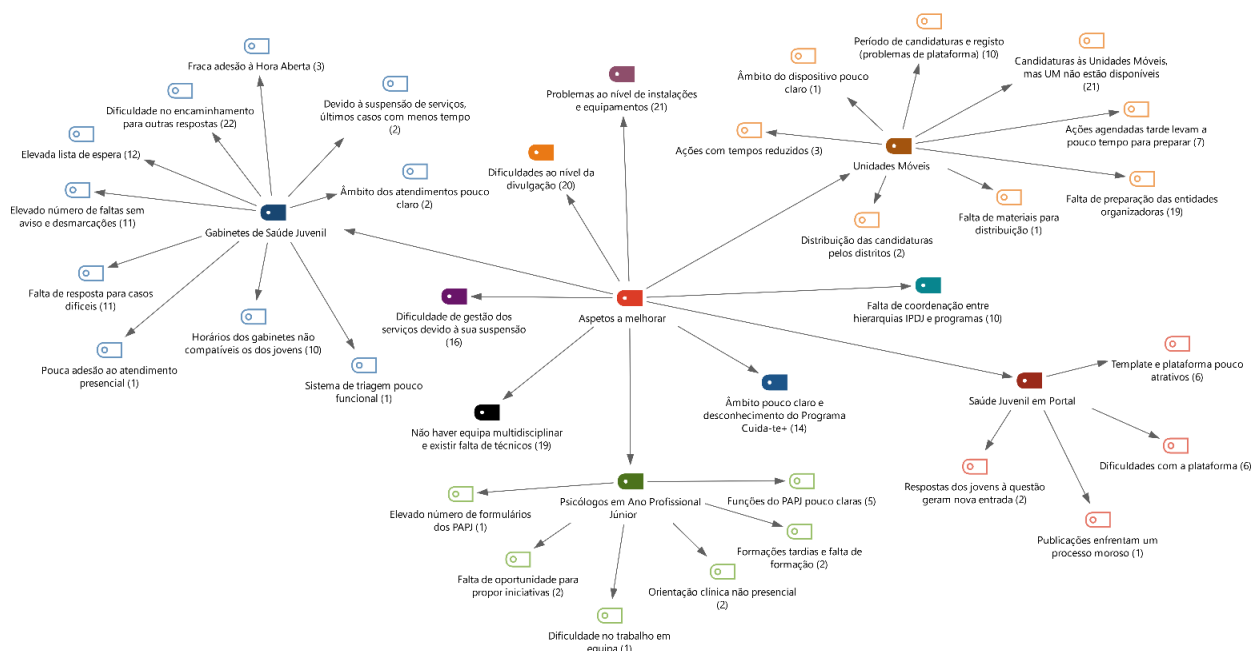 Fraca adesão à Hora Aberta (3)
Dificuldade no encaminhamento
para outras respostas (22)
Devido à suspensão de serviços,
últimos casos com menos tempo
(2)
Elevada lista de espera (12)
Âmbito dos atendimentos pouco
claro (2)
Elevado número de faltas sem
aviso e desmarcações (11)
Gabinetes de Saúde Juvenil
Falta de resposta para casos
difíceis (11)
Horários dos gabinetes não
compatíveis os dos jovens (10)
Pouca adesão ao atendimento
presencial (1)
Sistema de triagem pouco
funcional (1)
Problemas ao nível de instalações
e equipamentos (21)
Dificuldades ao nível da
divulgação (20)
Período de candidaturas e registo
(problemas de plataforma) (10)
Âmbito do dispositivo pouco
claro (1)
Candidaturas às Unidades Móveis,
mas UM não estão disponíveis
(21)
Ações com tempos reduzidos (3)
Unidades Móveis
Ações agendadas tarde levam a
pouco tempo para preparar (7)
Falta de preparação das entidades
organizadoras (19)
Falta de materiais para
distribuição (1)
Distribuição das candidaturas
pelos distritos (2)
Dificuldade de gestão dos
serviços devido à sua suspensão
(16)
Aspetos a melhorar
Falta de coordenação entre
hierarquias IPDJ e programas (10)
Não haver equipa multidisciplinar
e existir falta de técnicos (19)
Âmbito pouco claro e
desconhecimento do Programa
Cuida-te+ (14)
Template e plataforma pouco
atrativos (6)
Saúde Juvenil em Portal
Dificuldades com a plataforma (6)
Respostas dos jovens à questão
geram nova entrada (2)
Publicações enfrentam um
processo moroso (1)
Psicólogos em Ano Profissional
Júnior
Elevado número de formulários
dos PAPJ (1)
Funções do PAPJ pouco claras (5)
Formações tardias e falta de
formação (2)
Falta de oportunidade para
propor iniciativas (2)
Orientação clínica não presencial
(2)
Dificuldade no trabalho em
equipa (1)